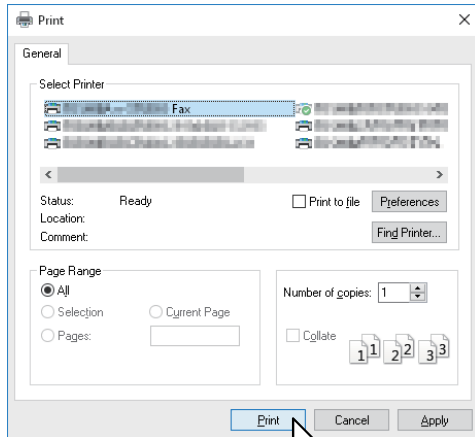 Print
General
Select Printer
Fax
Status: Ready
Location:
Comment:
Print to file
Preferences
Find Printer...
Page Range
All
Selection
Current Page
Pages:
Number of copies: 1
Collate
1 1 2 2 3 3
Print
Cancel
Apply